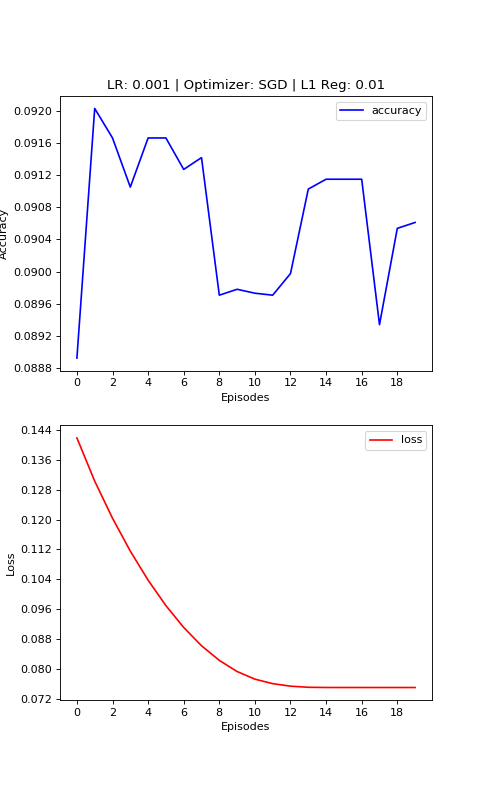 LR: 0.001 | Optimizer: SGD | L1 Reg: 0.01
accuracy
0.0920
0.0916
0.0912
0.0908
0.0904
0.0900
0.0896
0.0892
0.0888
Accuracy
0 2 4 6 8 10 12 14 16 18
Episodes
loss
0.144
0.136
0.128
0.120
0.112
0.104
0.096
0.088
0.080
0.072
Loss
0 2 4 6 8 10 12 14 16 18
Episodes